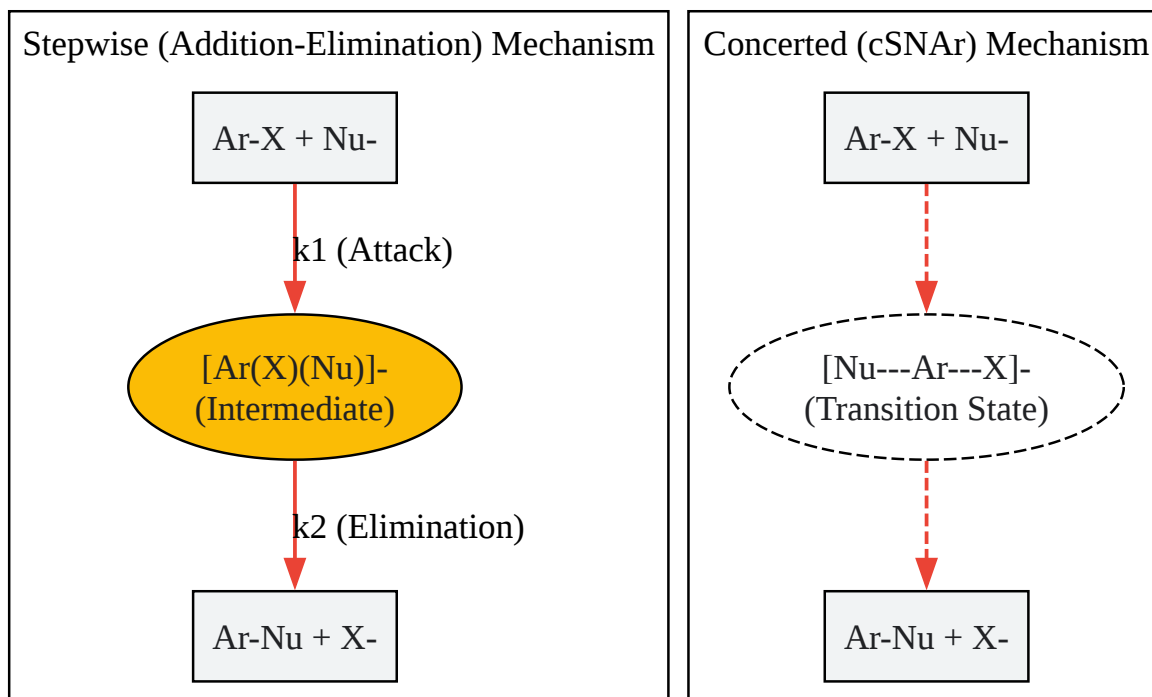 Stepwise (Addition-Elimination) Mechanism
Ar-X + Nu-
k1 (Attack)
[Ar(X)(Nu)]-
(Intermediate)
k2 (Elimination)
Ar-Nu + X-
Concerted (cSNAr) Mechanism
Ar-X + Nu-
[Nu---Ar---X]-
(Transition State)
Ar-Nu + X-